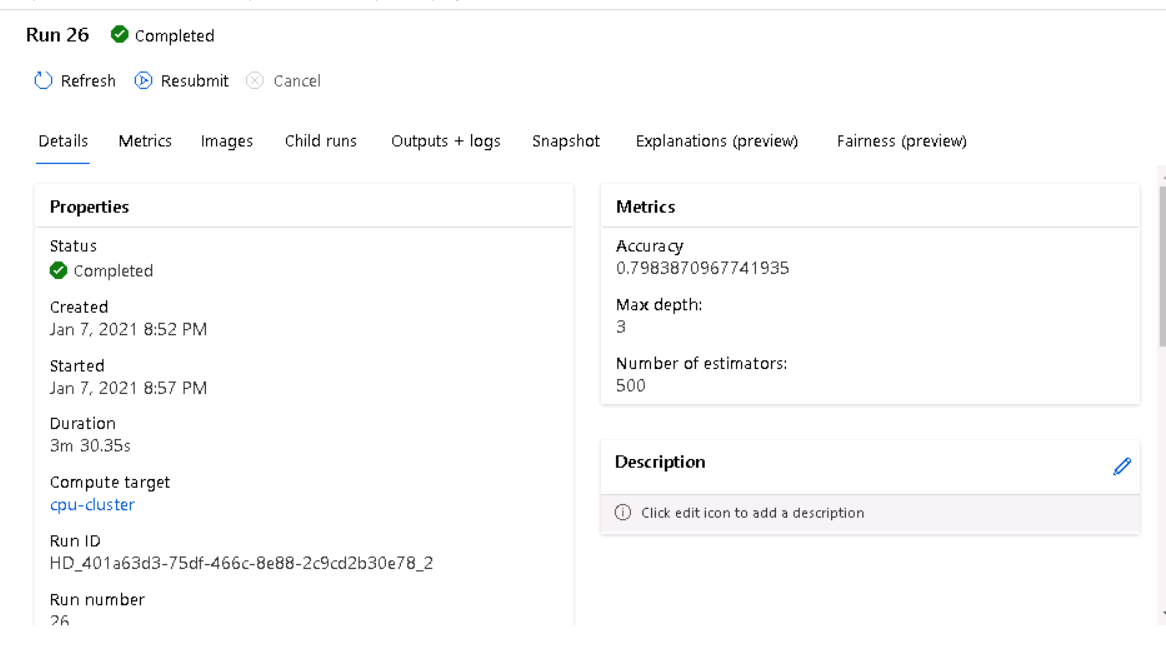 Run 26 Completed
Refresh Resubmit Cancel
Details Metrics Images Child runs Outputs + logs Snapshot Explanations (preview) Fairness (preview)
Properties
Status
Completed
Created
Jan 7, 2021 8:52 PM
Started
Jan 7, 2021 8:57 PM
Duration
3m 30.35s
Compute target
cpu-cluster
Run ID
HD_401a63d3-75df-466c-8e88-2c9cd2b30e78_2
Run number
26
Metrics
Accuracy
0.7983870967741935
Max depth:
3
Number of estimators:
500
Description
Click edit icon to add a description